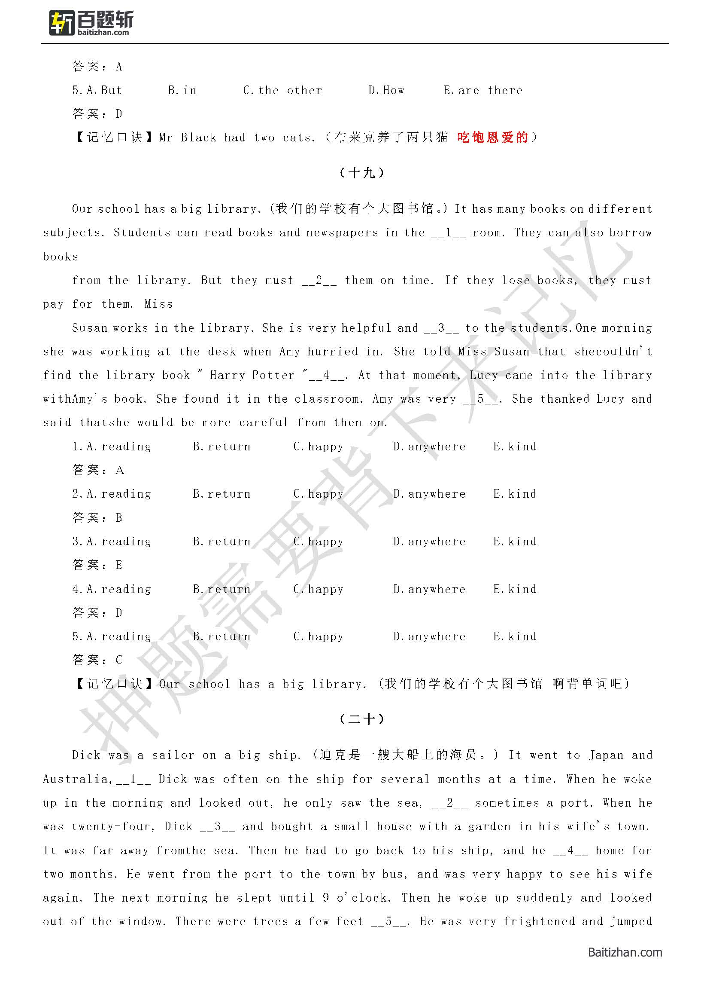 斩 百题斩
baitizhan.com
答案：A
5.A.But B.in C.the other D.How E.are there
答案：D
【记忆口诀】Mr Black had two cats.（布莱克养了两只猫 吃饱恩爱的）
（十九）
Our school has a big library. (我们的学校有个大图书馆。) It has many books on different
subjects. Students can read books and newspapers in the __1__ room. They can also borrow
books
from the library. But they must __2__ them on time. If they lose books, they must
pay for them. Miss
Susan works in the library. She is very helpful and __3__ to the students.One morning
she was working at the desk when Amy hurried in. She told Miss Susan that shecouldn't
find the library book " Harry Potter "__4__. At that moment, Lucy came into the library
withAmy's book. She found it in the classroom. Amy was very __5__. She thanked Lucy and
said thatshe would be more careful from then on.
1.A.reading B.return C.happy D.anywhere E.kind
答案：A
2.A.reading B.return C.happy D.anywhere E.kind
答案：B
3.A.reading B.return C.happy D.anywhere E.kind
答案：E
4.A.reading B.return C.happy D.anywhere E.kind
答案：D
5.A.reading B.return C.happy D.anywhere E.kind
答案：C
【记忆口诀】Our school has a big library. (我们的学校有个大图书馆 啊背单词吧)
（二十）
Dick was a sailor on a big ship. (迪克是一艘大船上的海员。) It went to Japan and
Australia,__1__ Dick was often on the ship for several months at a time. When he woke
up in the morning and looked out, he only saw the sea, __2__ sometimes a port. When he
was twenty-four, Dick __3__ and bought a small house with a garden in his wife's town.
It was far away fromthe sea. Then he had to go back to his ship, and he __4__ home for
two months. He went from the port to the town by bus, and was very happy to see his wife
again. The next morning he slept until 9 o'clock. Then he woke up suddenly and looked
out of the window. There were trees a few feet __5__. He was very frightened and jumped
押题需要背下来记忆
Baitizhan.com